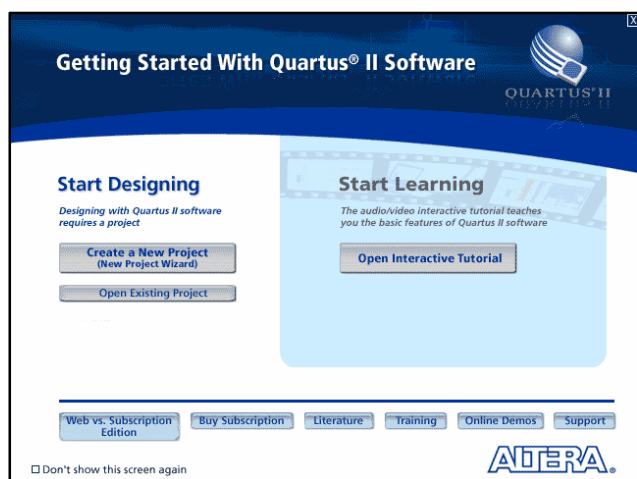 X
Getting Started With Quartus® II Software
QUARTUS® II
Start Designing
Designing with Quartus II software
requires a project
Create a New Project
(New Project Wizard)
Open Existing Project
Start Learning
The audio/video interactive tutorial teaches
you the basic features of Quartus II software
Open Interactive Tutorial
Web vs. Subscription
Edition
Buy Subscription
Literature
Training
Online Demos
Support
Don't show this screen again
ALTERA®